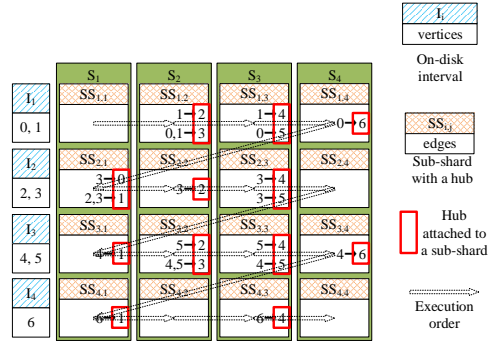 S1 S2 S3 S4
I1 SS1.1 SS1.2 SS1.3 SS1.4
0, 1
1 2 1 4
0,1 3 0 5 0 6
I2 SS2.1 SS2.2 SS2.3 SS2.4
2, 3
3 0 3 4
2,3 1 3 2 3 5
I3 SS3.1 SS3.2 SS3.3 SS3.4
4, 5
5 2 5 4
4 1 4,5 3 4 5 4 6
I4 SS4.1 SS4.2 SS4.3 SS4.4
6
6 1 6 4
Ii
vertices
On-disk
interval
SSi.j
edges
Sub-shard
with a hub
Hub
attached to
a sub-shard
Execution
order